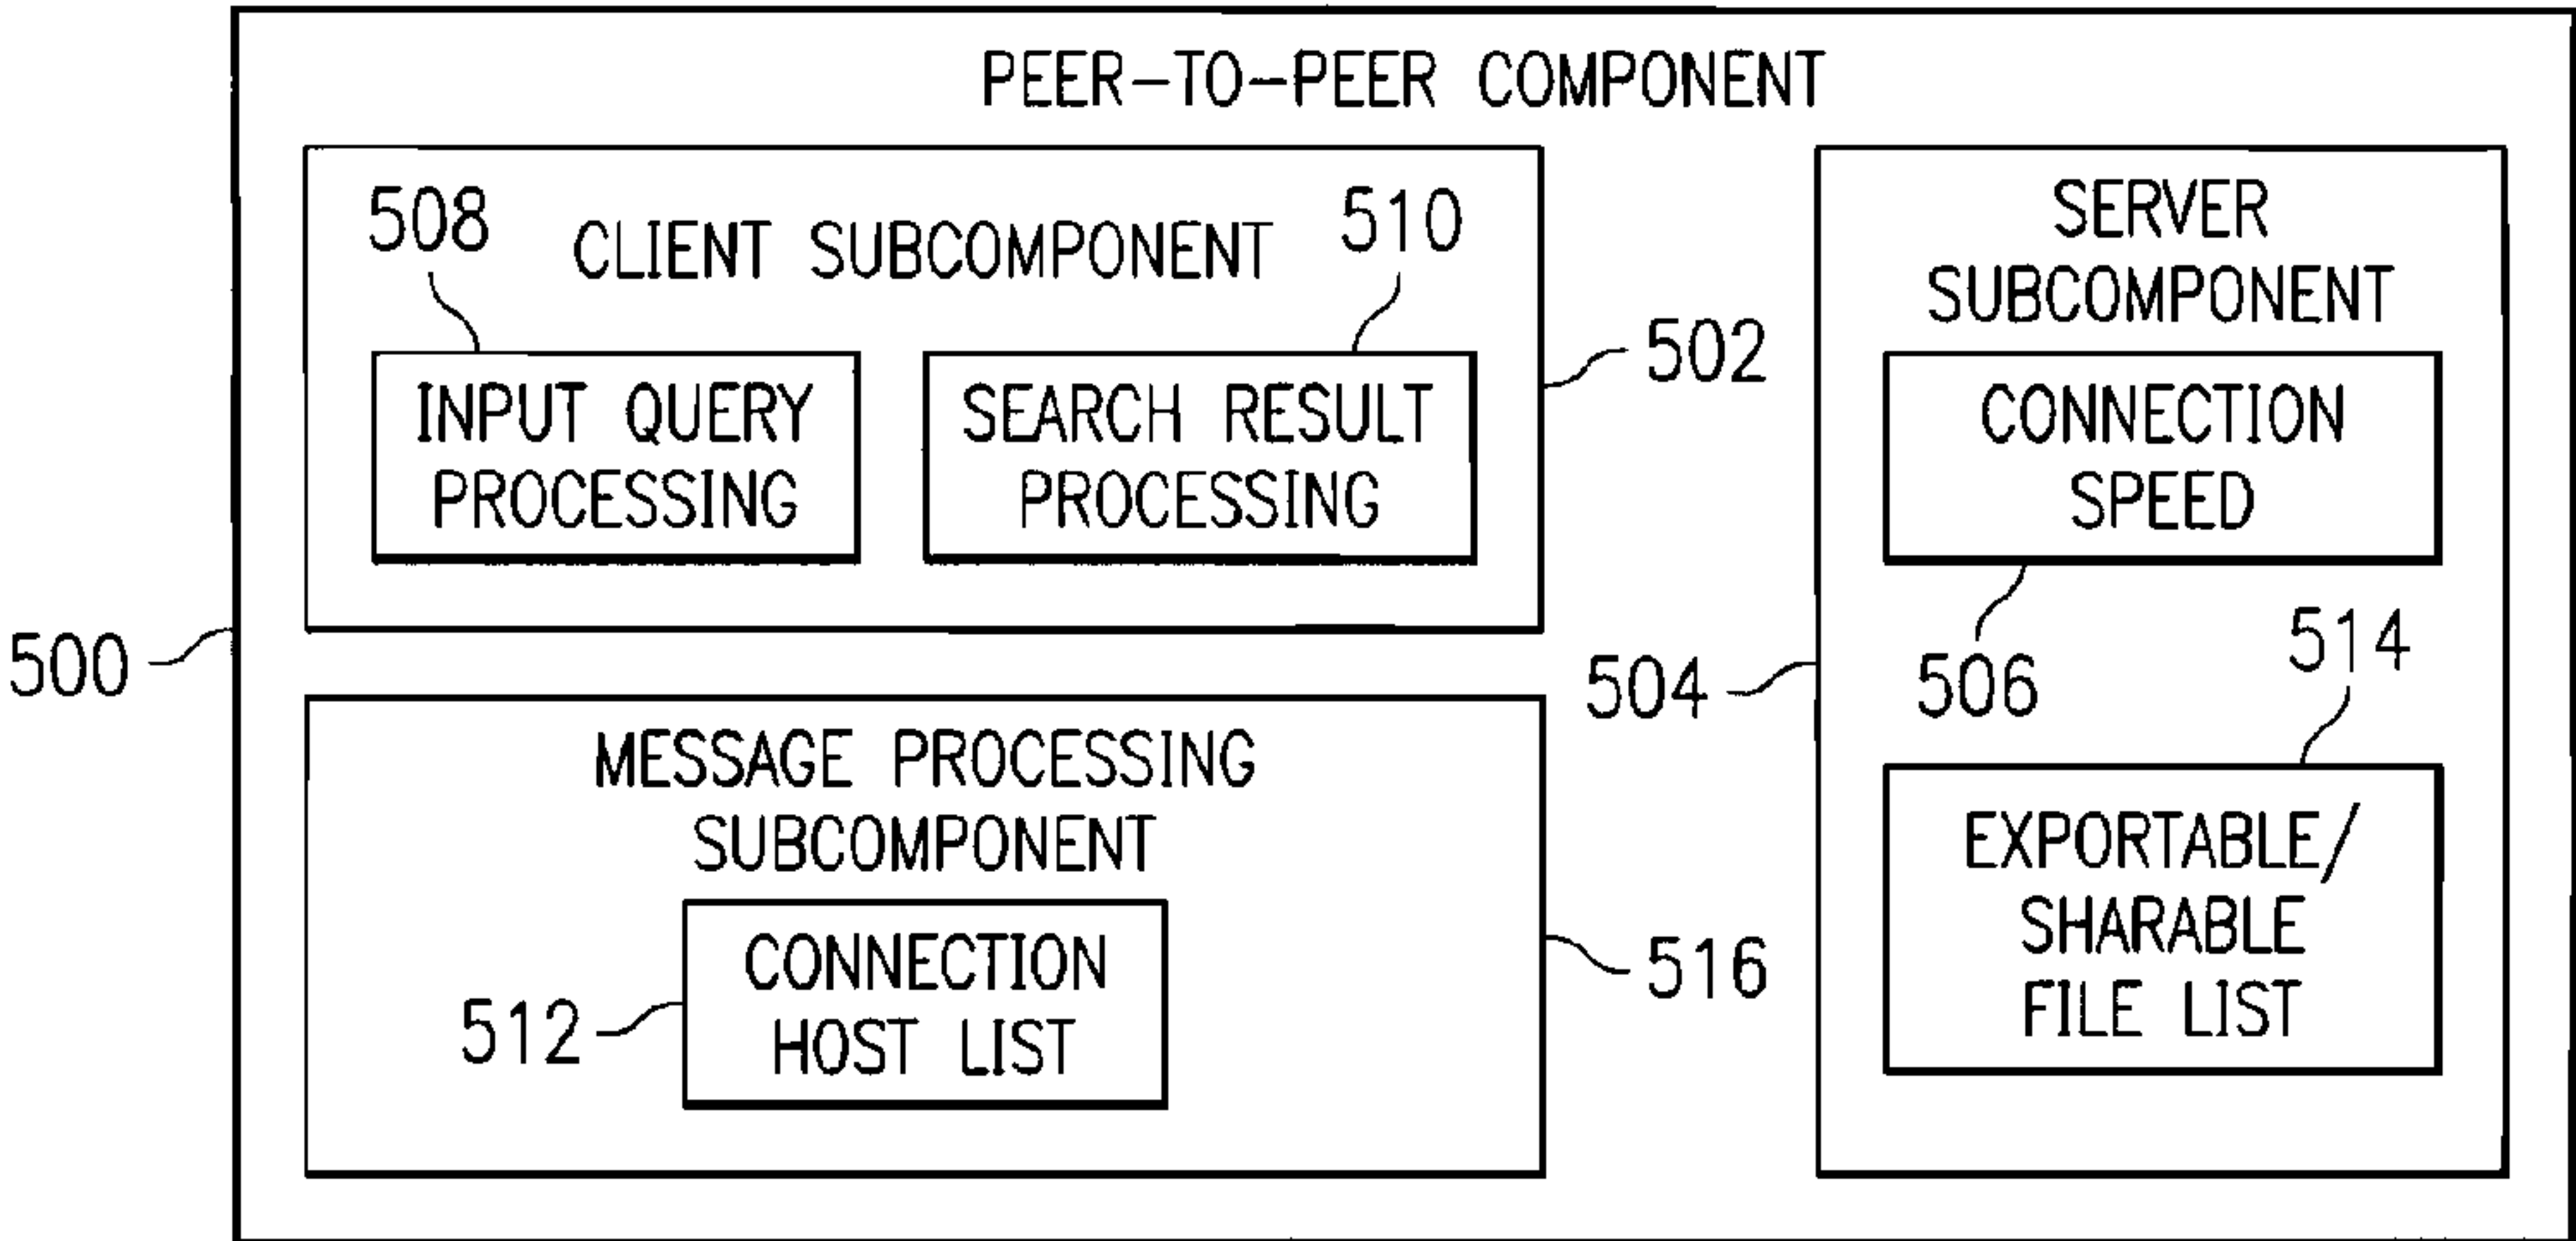 PEER-TO-PEER COMPONENT
508
CLIENT SUBCOMPONENT
510
INPUT QUERY
PROCESSING
SEARCH RESULT
PROCESSING
502
500
MESSAGE PROCESSING
SUBCOMPONENT
CONNECTION
HOST LIST
512
516
SERVER
SUBCOMPONENT
CONNECTION
SPEED
506
504
514
EXPORTABLE/
SHARABLE
FILE LIST